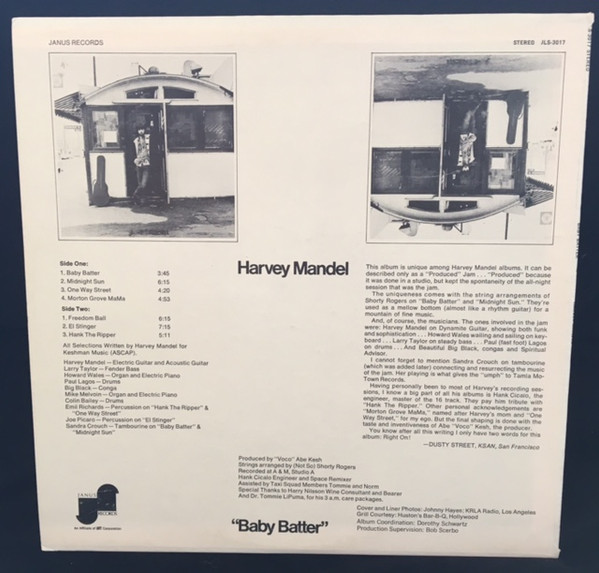 JANUS RECORDS
STEREO JLS-3017
Side One:
1. Baby Batter 3:45
2. Midnight Sun 6:15
3. One Way Street 4:20
4. Morton Grove MaMa 4:53
Side Two:
1. Freedom Ball 6:15
2. El Stinger 7:15
3. Hank The Ripper 5:11
All Selections Written by Harvey Mandel for
Keshman Music (ASCAP).
Harvey Mandel — Electric Guitar and Acoustic Guitar
Larry Taylor — Fender Bass
Howard Wales — Organ and Electric Piano
Paul Lagos — Drums
Big Black — Conga
Mike Melvoin — Organ and Electric Piano
Colin Bailey — Drums
Emil Richards — Percussion on "Hank The Ripper" &
"One Way Street"
Joe Picaro — Percussion on "El Stinger"
Sandra Crouch — Tambourine on "Baby Batter" &
"Midnight Sun"
Harvey Mandel
This album is unique among Harvey Mandel albums. It can be
described only as a "Produced" Jam . . . "Produced" because
it was done in a studio, but kept the spontaneity of the all-night
session that was the jam.
The uniqueness comes with the string arrangements of
Shorty Rogers on "Baby Batter" and "Midnight Sun." They're
used as a mellow bottom (almost like a rhythm guitar) for a
mountain of fine music.
And, of course, the musicians. The ones involved in the jam
were: Harvey Mandel on Dynamite Guitar, showing both funk
and sophistication . . . Howard Wales wailing and sailing on key-
board . . . Larry Taylor on steady bass . . . Paul (fast foot) Lagos
on drums . . . And Beautiful Big Black, congas and Spiritual
Advisor.
I cannot forget to mention Sandra Crouch on tambourine
(which was added later) connecting and resurrecting the music
of the jam. Her playing is what gives the "umph" to Tamla Mo-
Town Records.
Having personally been to most of Harvey's recording ses-
sions, I know a big part of all his albums is Hank Cicalo, the
engineer, master of the 16 track. They pay him tribute with
"Hank The Ripper." Other personal acknowledgements are
"Morton Grove MaMa," named after Harvey's mom and "One
Way Street," for my ego. But the final shaping is done with the
taste and inventiveness of Abe "Voco" Kesh, the producer.
You know after all this writing I only have two words for this
album: Right On!
—DUSTY STREET, KSAN, San Francisco
Produced by "Voco" Abe Kesh
Strings arranged by (Not So) Shorty Rogers
Recorded at A & M, Studio A
Hank Cicalo Engineer and Space Remixer
Assisted by Taxi Squad Members Tommie and Norm
Special Thanks to Harry Nilsson Wine Consultant and Bearer
And Dr. Tommie LiPuma, for his 3 a.m. care packages.
Cover and Liner Photos: Johnny Hayes; KRLA Radio, Los Angeles
Grill Courtesy: Huston's Bar-B-Q, Hollywood
Album Coordination: Dorothy Schwartz
Production Supervision: Bob Scerbo
JANUS
RECORDS
"Baby Batter"